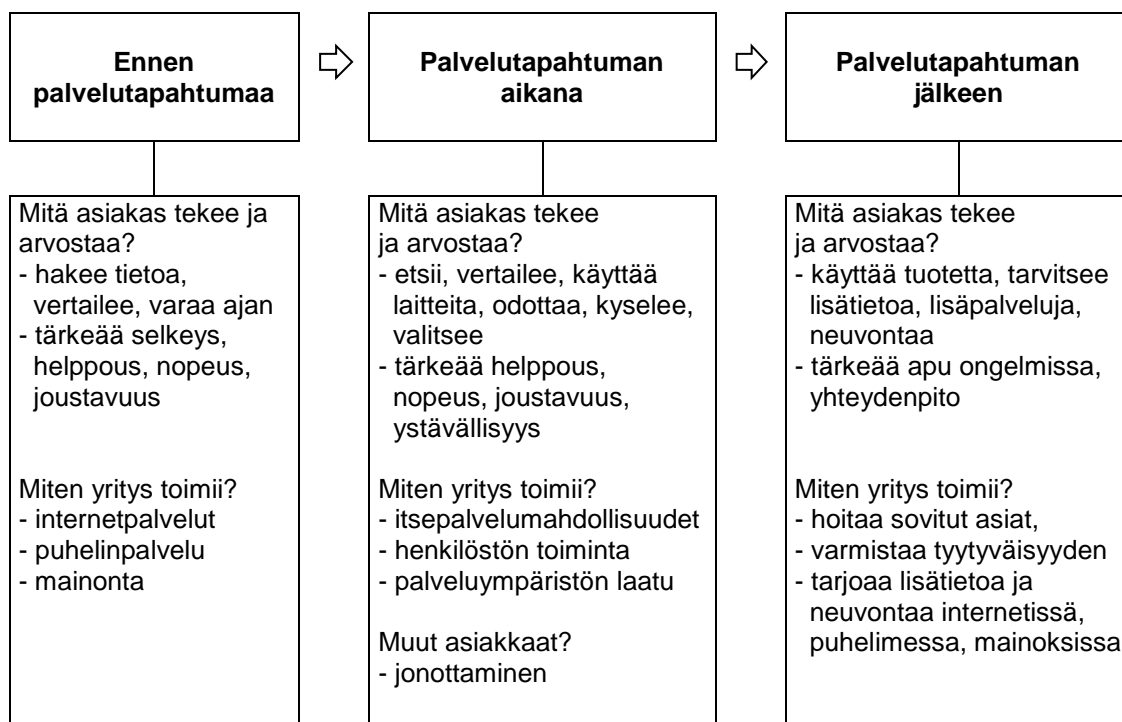 Ennen
palvelutapahtumaa
Palvelutapahtuman
aikana
Palvelutapahtuman
jälkeen
Mitä asiakas tekee ja
arvostaa?
- hakee tietoa,
vertailee, varaa ajan
- tärkeää selkeys,
helppous, nopeus,
joustavuus
Miten yritys toimii?
- internetpalvelut
- puhelinpalvelu
- mainonta
Mitä asiakas tekee
ja arvostaa?
- etsii, vertailee, käyttää
laitteita, odottaa, kyselee,
valitsee
- tärkeää helppous,
nopeus, joustavuus,
ystävällisyys
Miten yritys toimii?
- itsepalvelumahdollisuudet
- henkilöstön toiminta
- palveluympäristön laatu
Muut asiakkaat?
- jonottaminen
Mitä asiakas tekee
ja arvostaa?
- käyttää tuotetta, tarvitsee
lisätietoa, lisäpalveluja,
neuvontaa
- tärkeää apu ongelmissa,
yhteydenpito
Miten yritys toimii?
- hoitaa sovitut asiat,
- varmistaa tyytyväisyyden
- tarjoaa lisätietoa ja
neuvontaa internetissä,
puhelimessa, mainoksissa